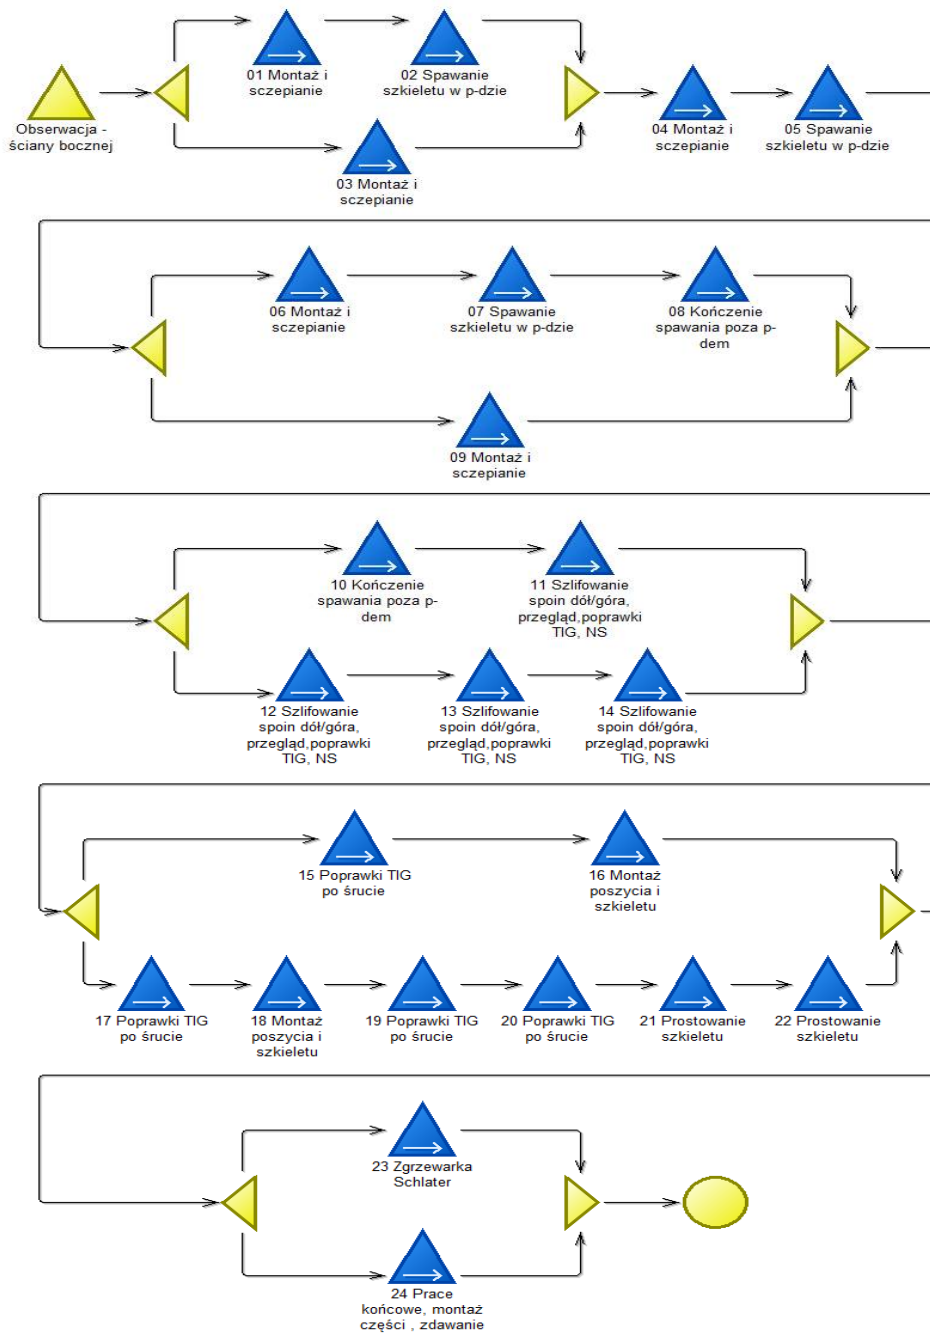 Obserwacja -
ściany bocznej
01 Montaż i
sczepianie
02 Spawanie
szkieletu w p-dzie
03 Montaż i
sczepianie
04 Montaż i
sczepianie
05 Spawanie
szkieletu w p-dzie
06 Montaż i
sczepianie
07 Spawanie
szkieletu w p-dzie
08 Kończenie
spawania poza p-
dem
09 Montaż i
sczepianie
10 Kończenie
spawania poza p-
dem
11 Szlifowanie
spoin dół/góra,
przegląd,poprawki
TIG, NS
12 Szlifowanie
spoin dół/góra,
przegląd,poprawki
TIG, NS
13 Szlifowanie
spoin dół/góra,
przegląd,poprawki
TIG, NS
14 Szlifowanie
spoin dół/góra,
przegląd,poprawki
TIG, NS
15 Poprawki TIG
po śrucie
16 Montaż
poszycia i
szkieletu
17 Poprawki TIG
po śrucie
18 Montaż
poszycia i
szkieletu
19 Poprawki TIG
po śrucie
20 Poprawki TIG
po śrucie
21 Prostowanie
szkieletu
22 Prostowanie
szkieletu
23 Zgrzewarka
Schlater
24 Prace
końcowe, montaż
części , zdawanie